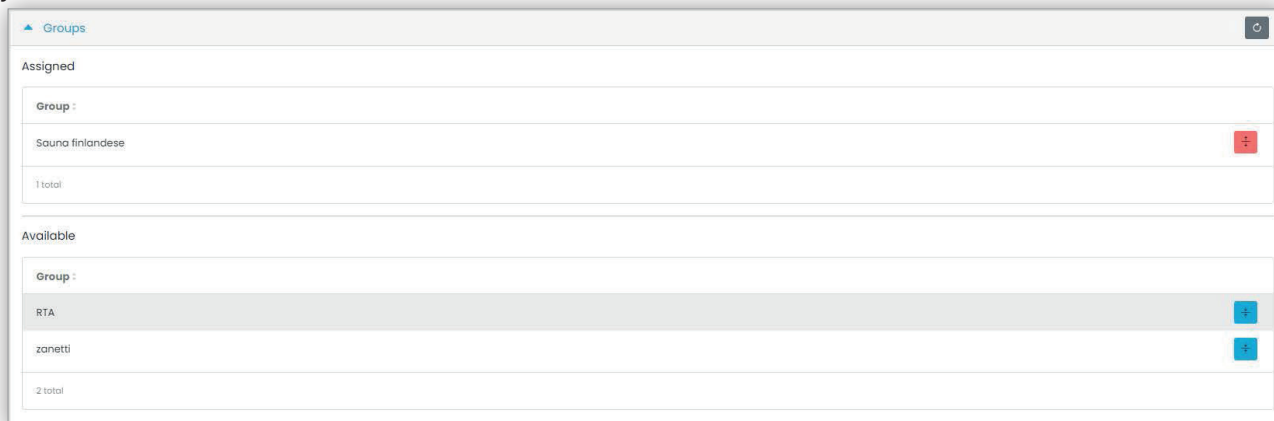 Groups
Assigned
Group
Sauna finlandese
1 total
Available
Group
RTA
zanetti
2 total